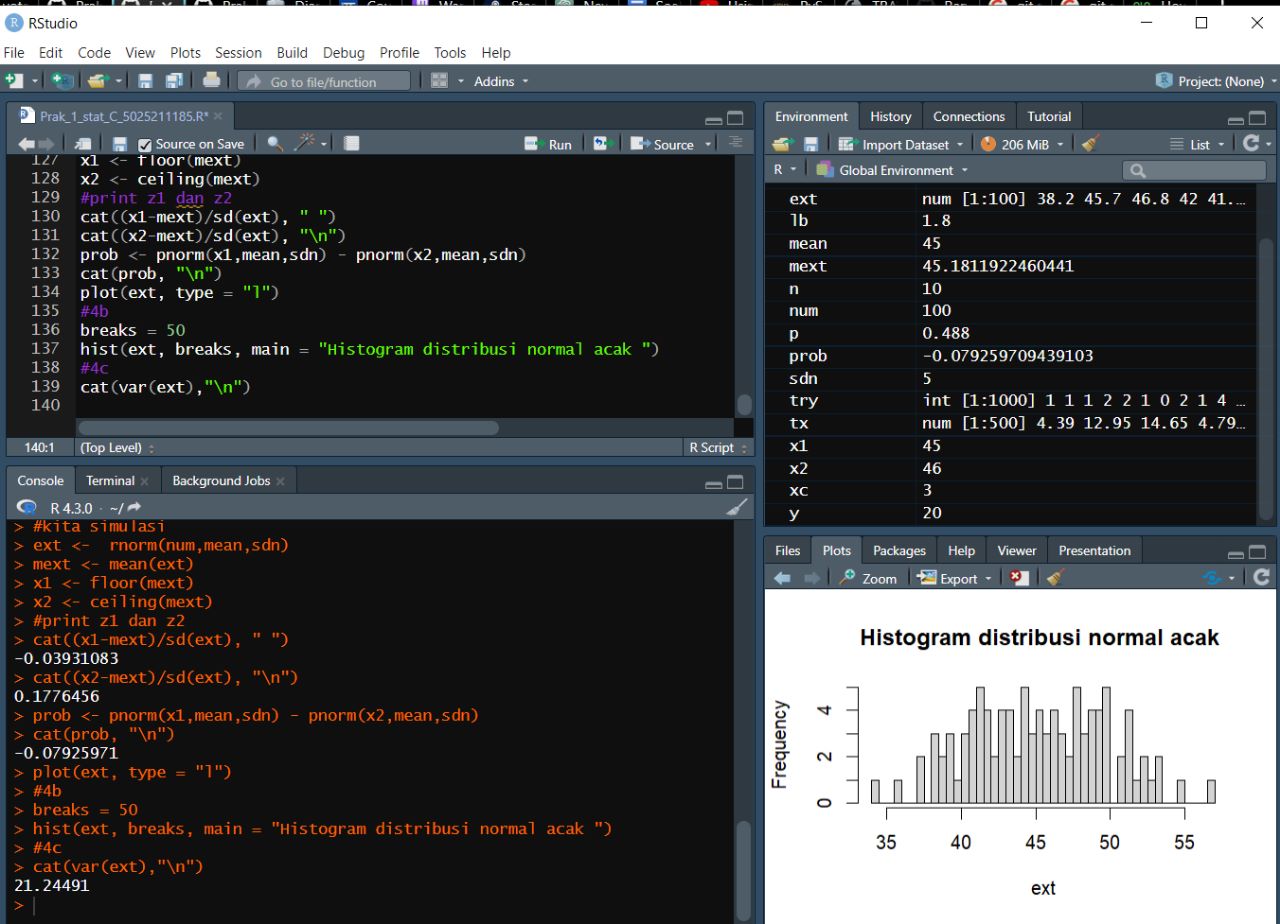 RStudio
File Edit Code View Plots Session Build Debug Profile Tools Help
Go to file/function Addins Project: (None)
Prak_1_stat_C_5025211185.R*
Source on Save Run Source
127 x1 <- floor(mext)
128 x2 <- ceiling(mext)
129 #print z1 dan z2
130 cat((x1-mext)/sd(ext), " ")
131 cat((x2-mext)/sd(ext), "\n")
132 prob <- pnorm(x1,mean,sdn) - pnorm(x2,mean,sdn)
133 cat(prob, "\n")
134 plot(ext, type = "l")
135 #4b
136 breaks = 50
137 hist(ext, breaks, main = "Histogram distribusi normal acak ")
138 #4c
139 cat(var(ext),"\n")
140
140:1 (Top Level) R Script
Console Terminal Background Jobs
R 4.3.0 · ~/
> #kita simulasi
> ext <-  rnorm(num,mean,sdn)
> mext <- mean(ext)
> x1 <- floor(mext)
> x2 <- ceiling(mext)
> #print z1 dan z2
> cat((x1-mext)/sd(ext), " ")
-0.03931083
> cat((x2-mext)/sd(ext), "\n")
0.1776456
> prob <- pnorm(x1,mean,sdn) - pnorm(x2,mean,sdn)
> cat(prob, "\n")
-0.07925971
> plot(ext, type = "l")
> #4b
> breaks = 50
> hist(ext, breaks, main = "Histogram distribusi normal acak ")
> #4c
> cat(var(ext),"\n")
21.24491
>
Environment History Connections Tutorial
Import Dataset 206 MiB List
R Global Environment
ext num [1:100] 38.2 45.7 46.8 42 41...
lb 1.8
mean 45
mext 45.1811922460441
n 10
num 100
p 0.488
prob -0.079259709439103
sdn 5
try int [1:1000] 1 1 1 2 2 1 0 2 1 4 …
tx num [1:500] 4.39 12.95 14.65 4.79…
x1 45
x2 46
xc 3
y 20
Files Plots Packages Help Viewer Presentation
Zoom Export
Histogram distribusi normal acak
Frequency
4
2
0
35 40 45 50 55
ext